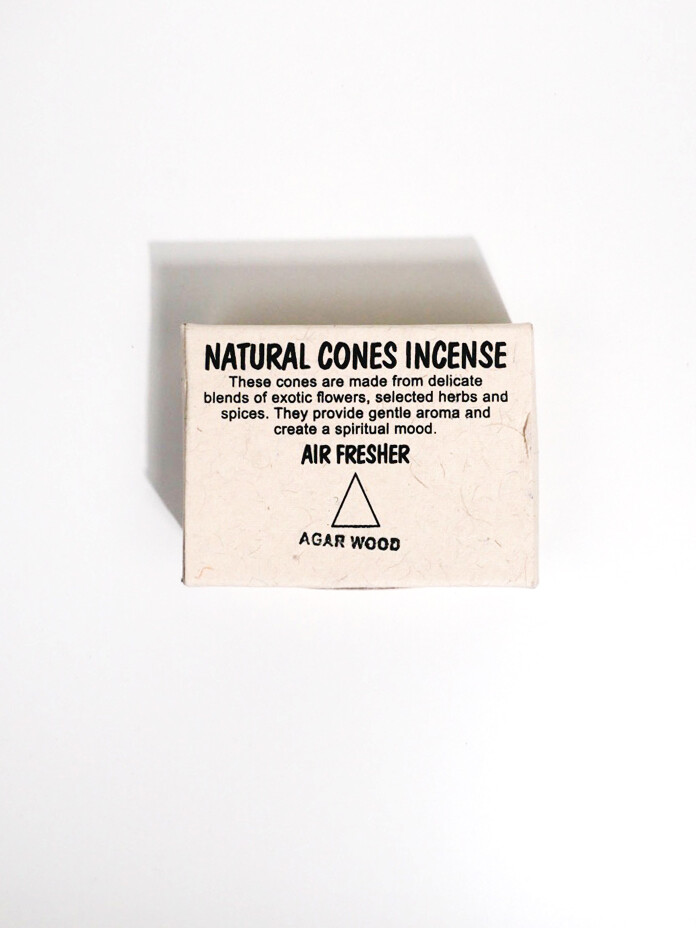 NATURAL CONES INCENSE
These cones are made from delicate
blends of exotic flowers, selected herbs and
spices. They provide gentle aroma and
create a spiritual mood.
AIR FRESHER
AGAR WOOD